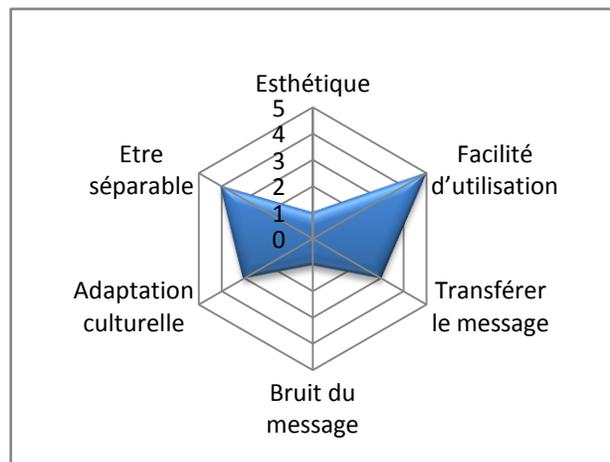 Esthétique
5
4
3
2
1
0
Facilité
d’utilisation
Transférer
le message
Bruit du
message
Adaptation
culturelle
Etre
séparable